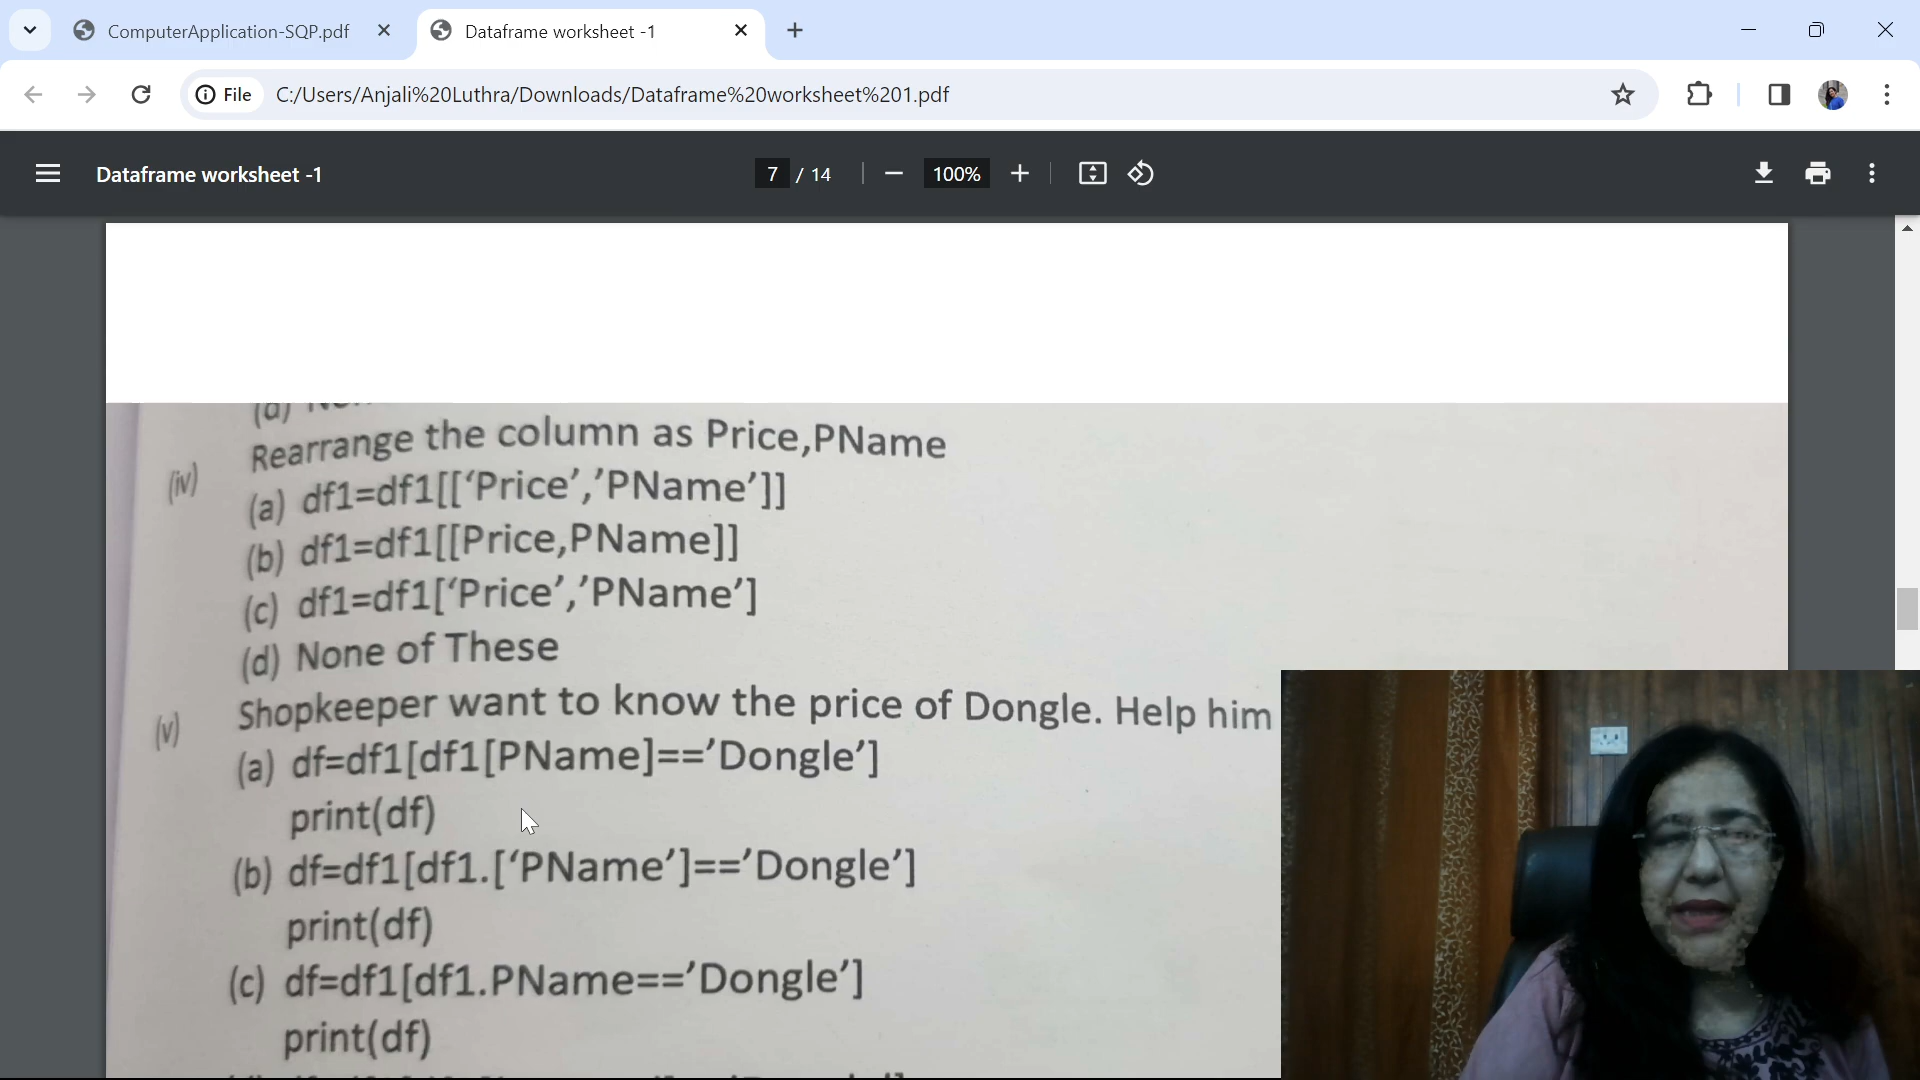 ComputerApplication-SQP.pdf
Dataframe worksheet -1
File
C:/Users/Anjali%20Luthra/Downloads/Dataframe%20worksheet%201.pdf
Dataframe worksheet -1
7 / 14
100%
(iv) Rearrange the column as Price,PName
(a) df1=df1[['Price','PName']]
(b) df1=df1[[Price,PName]]
(c) df1=df1['Price','PName']
(d) None of These
(v) Shopkeeper want to know the price of Dongle. Help him
(a) df=df1[df1[PName]=='Dongle']
print(df)
(b) df=df1[df1.['PName']=='Dongle']
print(df)
(c) df=df1[df1.PName=='Dongle']
print(df)